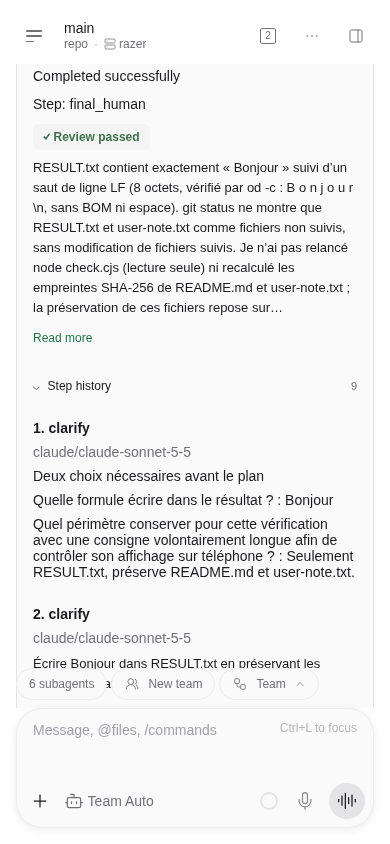 main
repo · razer
2
Completed successfully
Step: final_human
Review passed
RESULT.txt contient exactement « Bonjour » suivi d’un
saut de ligne LF (8 octets, vérifié par od -c : B o n j o u r
\n, sans BOM ni espace). git status ne montre que
RESULT.txt et user-note.txt comme fichiers non suivis,
sans modification de fichiers suivis. Je n’ai pas relancé
node check.cjs (lecture seule) ni recalculé les
empreintes SHA-256 de README.md et user-note.txt ;
la préservation de ces fichiers repose sur…
Read more
Step history 9
1. clarify
claude/claude-sonnet-5-5
Deux choix nécessaires avant le plan
Quelle formule écrire dans le résultat ? : Bonjour
Quel périmètre conserver pour cette vérification
avec une consigne volontairement longue afin de
contrôler son affichage sur téléphone ? : Seulement
RESULT.txt, préserve README.md et user-note.txt.
2. clarify
claude/claude-sonnet-5-5
Écrire Bonjour dans RESULT.txt en préservant les
6 subagents New team Team
Message, @files, /commands Ctrl+L to focus
Team Auto